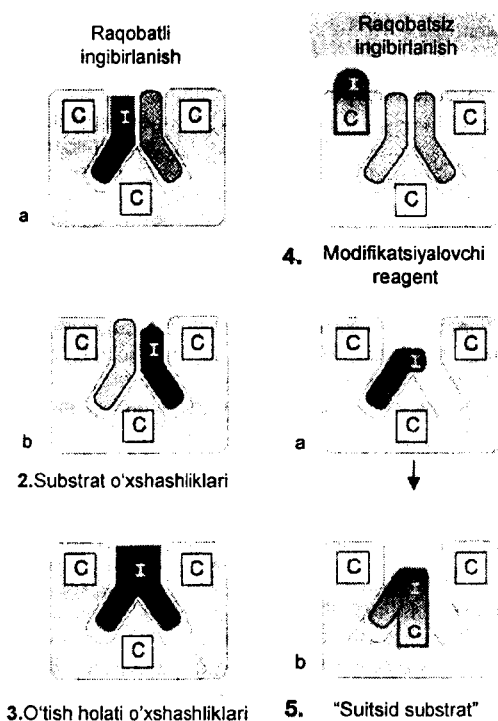 Raqobatli
ingibirlanish
C I C
C
a
b
C I C
C
2.Substrat o'xshashliklari
C I C
C
3.O'tish holati o'xshashliklari
Raqobatsiz
ingibirlanish
I
C C
C
4. Modifikatsiyalovchi
reagent
C I C
C
a
C I C
C
b
5. "Suitsid substrat"